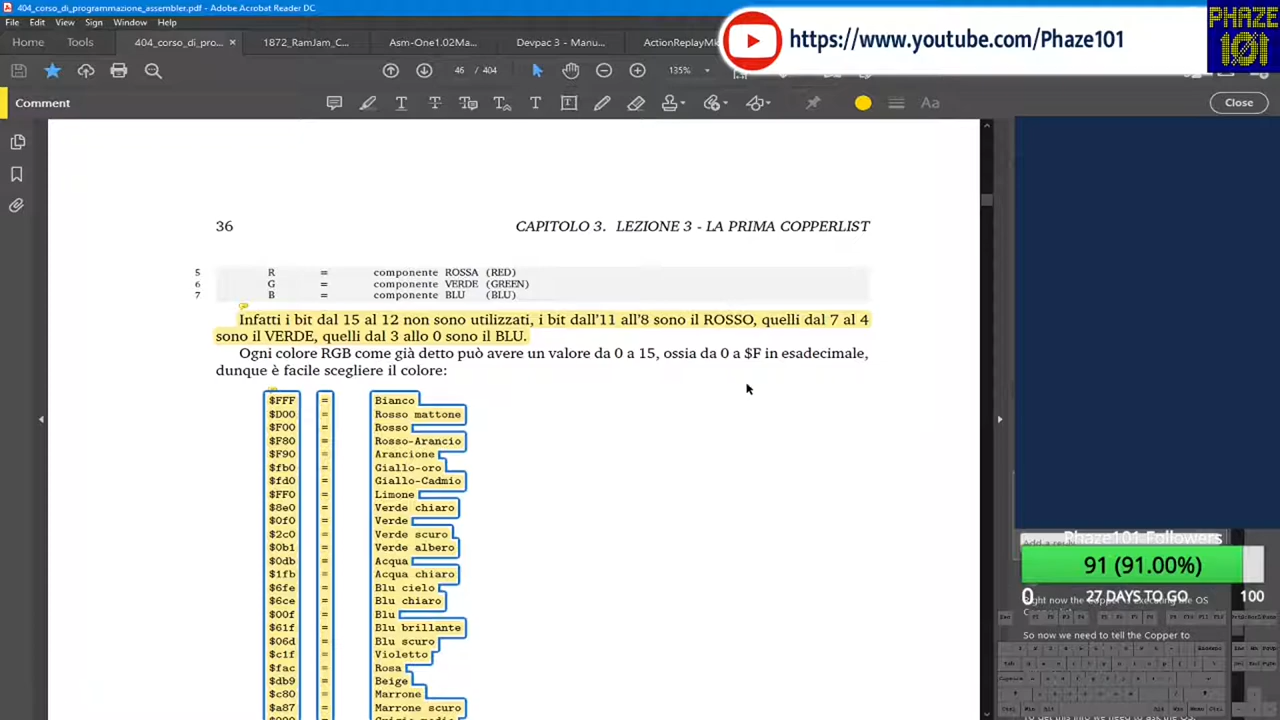 404_corso_di_programmazione_assembler.pdf - Adobe Acrobat Reader DC
File Edit View Sign Window Help
Home Tools 404_corso_di_pro... × 1872_RamJam_C... Asm-One1.02Ma... Devpac 3 - Manu... ActionReplayMk
https://www.youtube.com/Phaze101
PHAZE
101
46 / 404 135%
Comment
Close
36 CAPITOLO 3. LEZIONE 3 - LA PRIMA COPPERLIST
5 R = componente ROSSA (RED)
6 G = componente VERDE (GREEN)
7 B = componente BLU (BLU)
Infatti i bit dal 15 al 12 non sono utilizzati, i bit dall'11 all'8 sono il ROSSO, quelli dal 7 al 4
sono il VERDE, quelli dal 3 allo 0 sono il BLU.
Ogni colore RGB come già detto può avere un valore da 0 a 15, ossia da 0 a $F in esadecimale,
dunque è facile scegliere il colore:
$FFF = Bianco
$D00 = Rosso mattone
$F00 = Rosso
$F80 = Rosso-Arancio
$F90 = Arancione
$fb0 = Giallo-oro
$fd0 = Giallo-Cadmio
$FF0 = Limone
$8e0 = Verde chiaro
$0f0 = Verde
$2c0 = Verde scuro
$0b1 = Verde albero
$0db = Acqua
$1fb = Acqua chiaro
$6fe = Blu cielo
$6ce = Blu chiaro
$00f = Blu
$61f = Blu brillante
$06d = Blu scuro
$c1f = Violetto
$fac = Rosa
$db9 = Beige
$c80 = Marrone
$a87 = Marrone scuro
Phaze101 Followers
91 (91.00%)
0 27 DAYS TO GO 100
Right now the Copper is executing the OS
So now we need to tell the Copper to